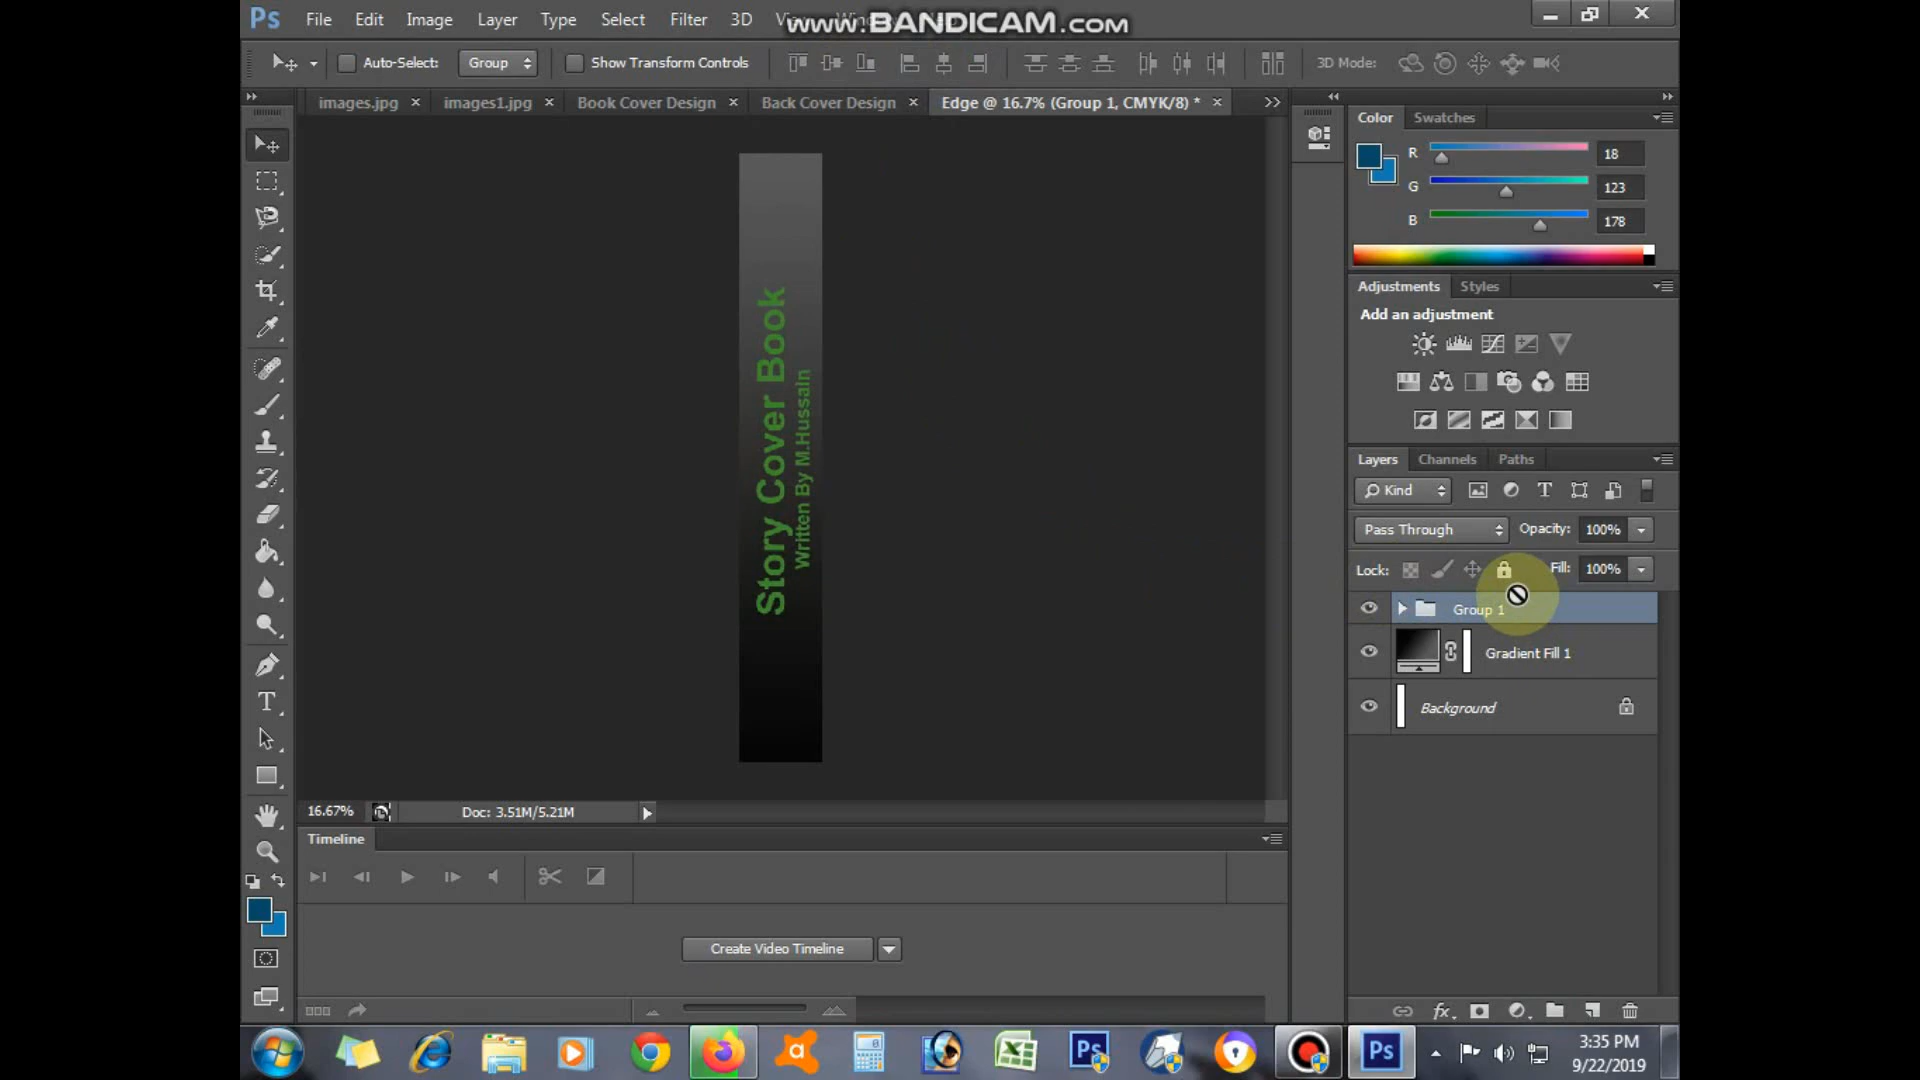 Ps File Edit Image Layer Type Select Filter 3D
www.BANDICAM.com
Auto-Select: Group Show Transform Controls 3D Mode:
images.jpg × images1.jpg × Book Cover Design × Back Cover Design × Edge @ 16.7% (Group 1, CMYK/8) * ×
Story Cover Book
Written By M.Hussain
Color Swatches
R 18
G 123
B 178
Adjustments Styles
Add an adjustment
Layers Channels Paths
Kind
Pass Through Opacity: 100%
Lock: Fill: 100%
Group 1
Gradient Fill 1
Background
16.67% Doc: 3.51M/5.21M
Timeline
Create Video Timeline
3:35 PM
9/22/2019